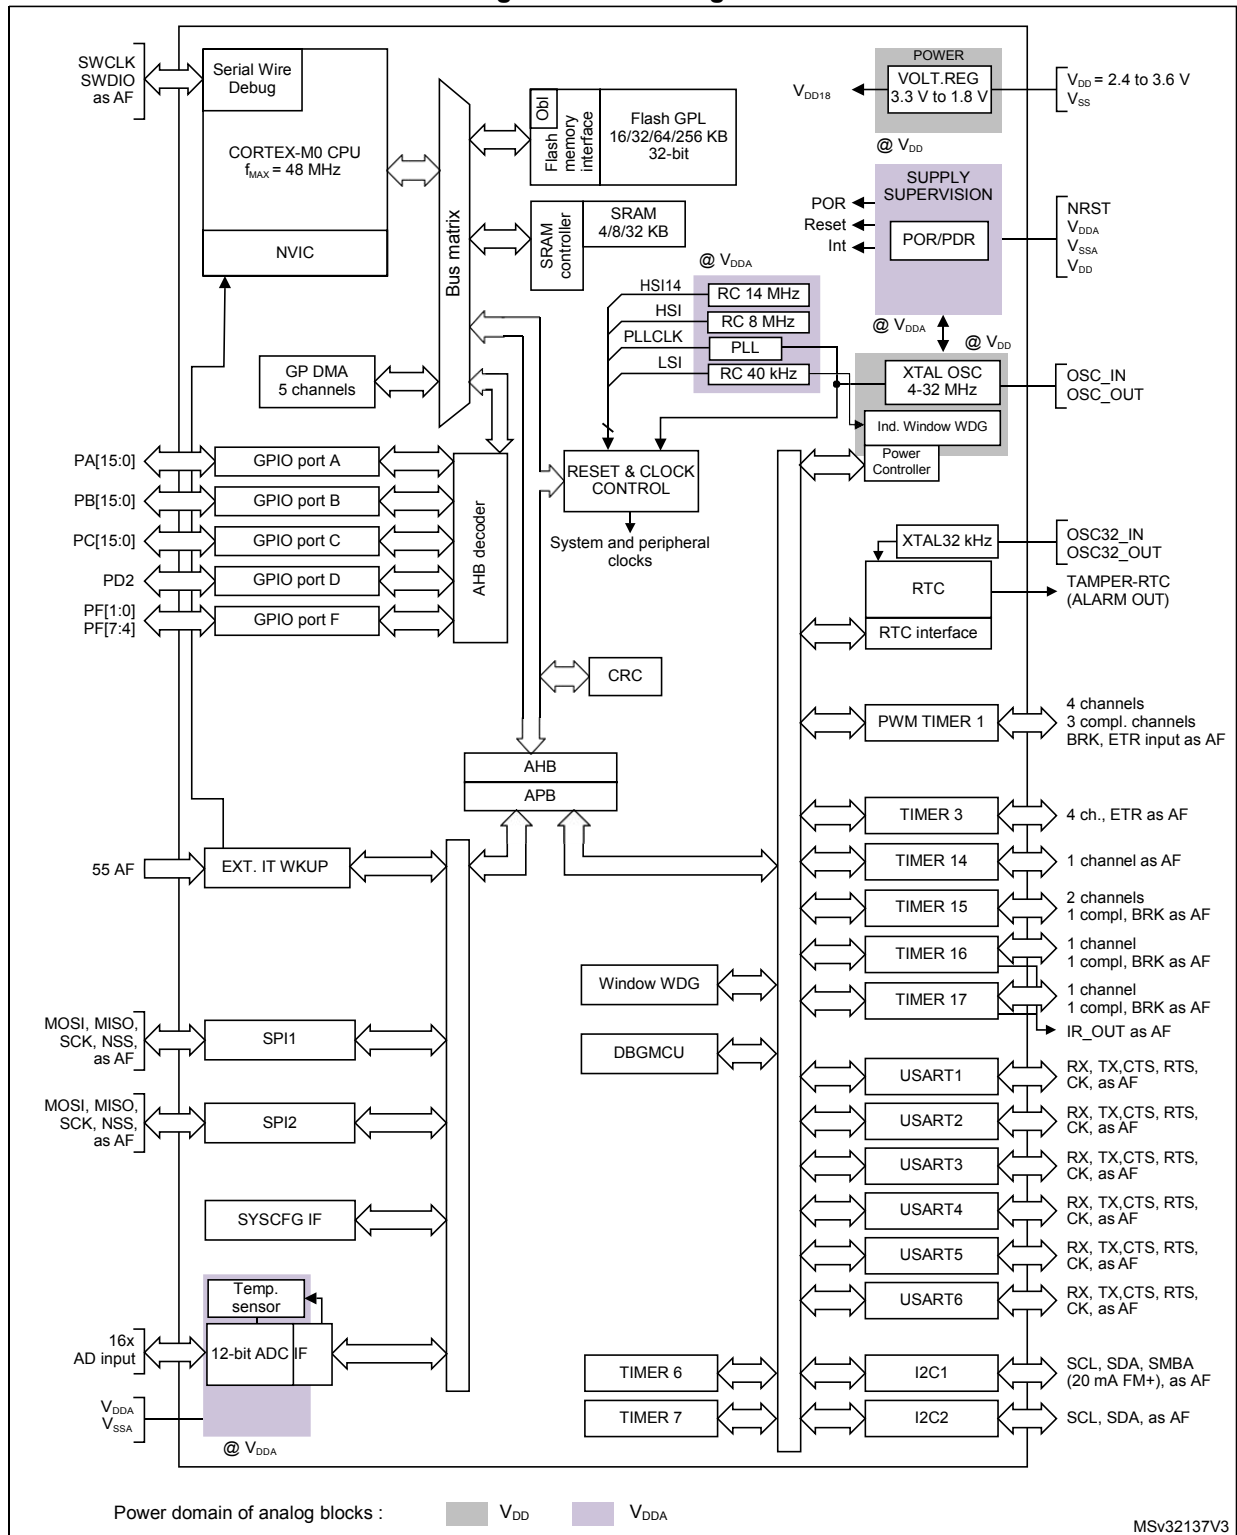 SWCLK
SWDIO
as AF
Serial Wire
Debug
CORTEX-M0 CPU
fMAX = 48 MHz
NVIC
Bus matrix
Obl
Flash
memory
interface
Flash GPL
16/32/64/256 KB
32-bit
SRAM
controller
SRAM
4/8/32 KB
POWER
VOLT.REG
3.3 V to 1.8 V
VDD18
VDD = 2.4 to 3.6 V
VSS
@ VDD
SUPPLY
SUPERVISION
POR/PDR
POR
Reset
Int
NRST
VDDA
VSSA
VDD
@ VDDA
@ VDDA
HSI14
RC 14 MHz
HSI
RC 8 MHz
PLLCLK
PLL
LSI
RC 40 kHz
@ VDD
XTAL OSC
4-32 MHz
OSC_IN
OSC_OUT
Ind. Window WDG
Power
Controller
GP DMA
5 channels
PA[15:0]
GPIO port A
PB[15:0]
GPIO port B
PC[15:0]
GPIO port C
PD2
GPIO port D
PF[1:0]
PF[7:4]
GPIO port F
AHB decoder
RESET & CLOCK
CONTROL
System and peripheral
clocks
XTAL32 kHz
OSC32_IN
OSC32_OUT
RTC
TAMPER-RTC
(ALARM OUT)
RTC interface
CRC
AHB
APB
PWM TIMER 1
4 channels
3 compl. channels
BRK, ETR input as AF
TIMER 3
4 ch., ETR as AF
55 AF
EXT. IT WKUP
TIMER 14
1 channel as AF
TIMER 15
2 channels
1 compl, BRK as AF
TIMER 16
1 channel
1 compl, BRK as AF
Window WDG
TIMER 17
1 channel
1 compl, BRK as AF
IR_OUT as AF
MOSI, MISO,
SCK, NSS,
as AF
SPI1
DBGMCU
USART1
RX, TX,CTS, RTS,
CK, as AF
MOSI, MISO,
SCK, NSS,
as AF
SPI2
USART2
RX, TX,CTS, RTS,
CK, as AF
USART3
RX, TX,CTS, RTS,
CK, as AF
SYSCFG IF
USART4
RX, TX,CTS, RTS,
CK, as AF
USART5
RX, TX,CTS, RTS,
CK, as AF
USART6
RX, TX,CTS, RTS,
CK, as AF
Temp.
sensor
16x
AD input
12-bit ADC
IF
VDDA
VSSA
@ VDDA
TIMER 6
I2C1
SCL, SDA, SMBA
(20 mA FM+), as AF
TIMER 7
I2C2
SCL, SDA, as AF
Power domain of analog blocks :
VDD
VDDA
MSv32137V3